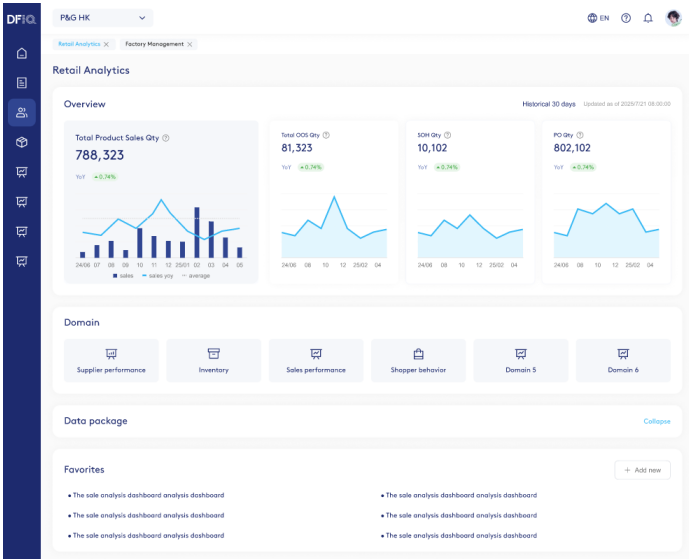 DFIQ
P&G HK
EN
Retail Analytics
Factory Management
Retail Analytics
Overview
Historical 30 days
Updated as of 2025/7/21 08:00:00
Total Product Sales Qty
788,323
YoY 0.74%
24/06 07 08 09 10 11 12 25/01 02 03 04 05
sales sales yoy average
Total OOS Qty
81,323
YoY 0.74%
24/06 08 10 12 25/02 04
SOH Qty
10,102
YoY 0.74%
24/06 08 10 12 25/02 04
PO Qty
802,102
YoY 0.74%
24/06 08 10 12 25/02 04
Domain
Supplier performance
Inventory
Sales performance
Shopper behavior
Domain 5
Domain 6
Data package
Collapse
Favorites
+ Add new
• The sale analysis dashboard analysis dashboard
• The sale analysis dashboard analysis dashboard
• The sale analysis dashboard analysis dashboard
• The sale analysis dashboard analysis dashboard
• The sale analysis dashboard analysis dashboard
• The sale analysis dashboard analysis dashboard